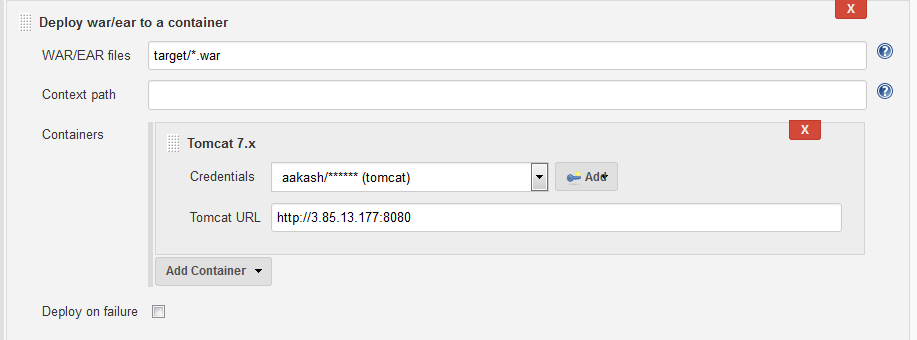 X
Deploy war/ear to a container
WAR/EAR files target/*.war ?
Context path ?
Containers
X
Tomcat 7.x
Credentials aakash/****** (tomcat) Add
Tomcat URL http://3.85.13.177:8080
Add Container
Deploy on failure